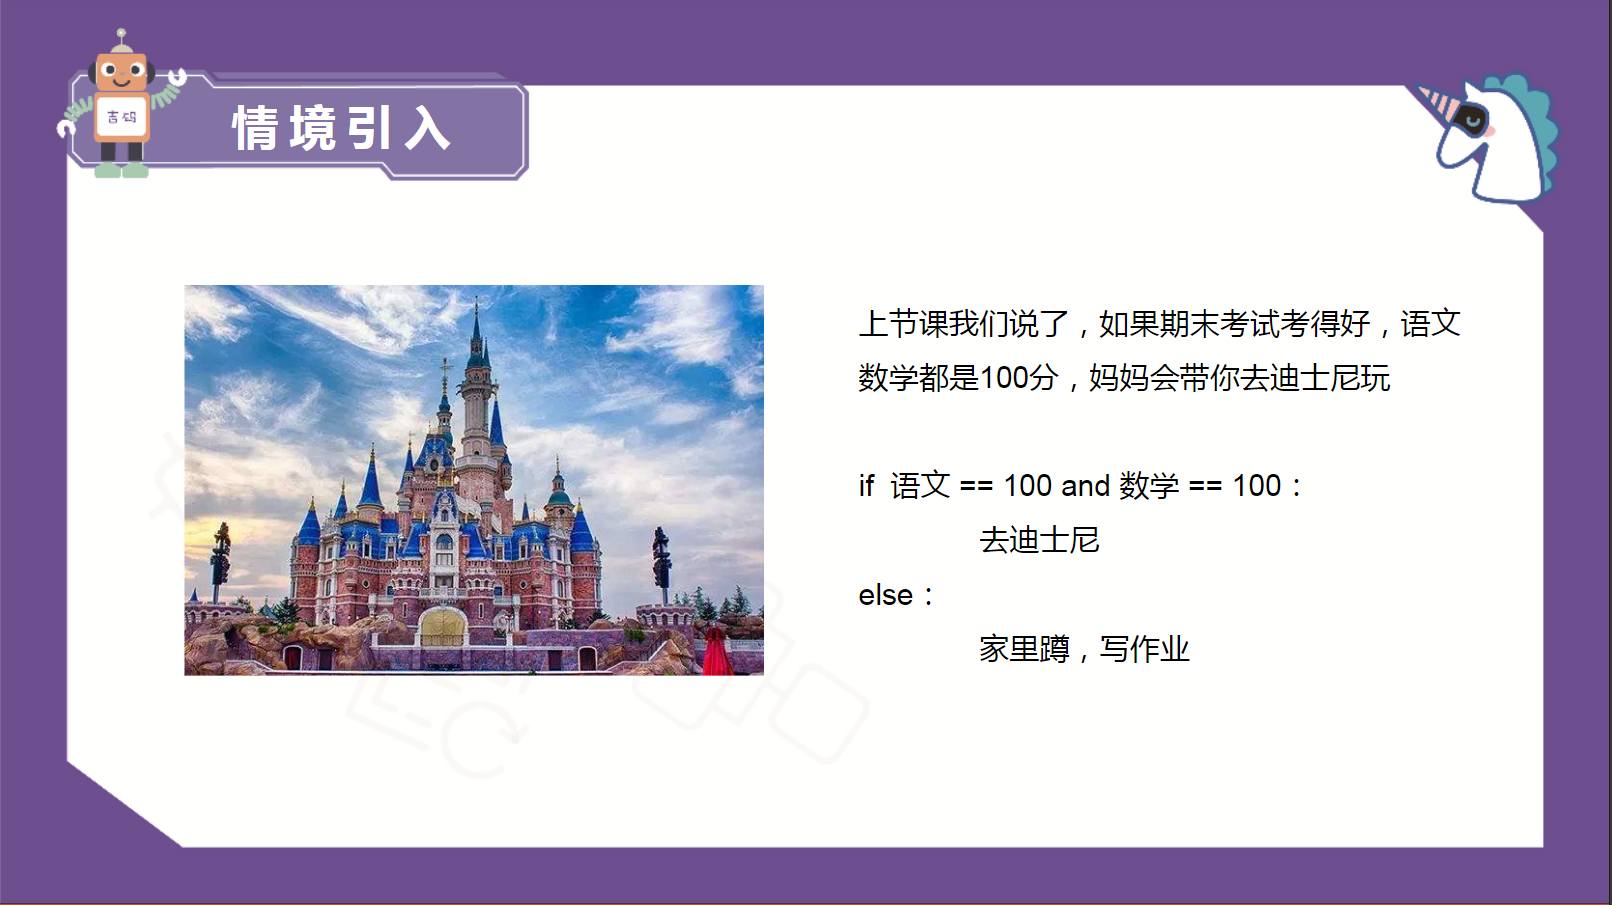 吉码
情境引入
上节课我们说了，如果期末考试考得好，语文
数学都是100分，妈妈会带你去迪士尼玩
if 语文 == 100 and 数学 == 100：
去迪士尼
else：
家里蹲，写作业